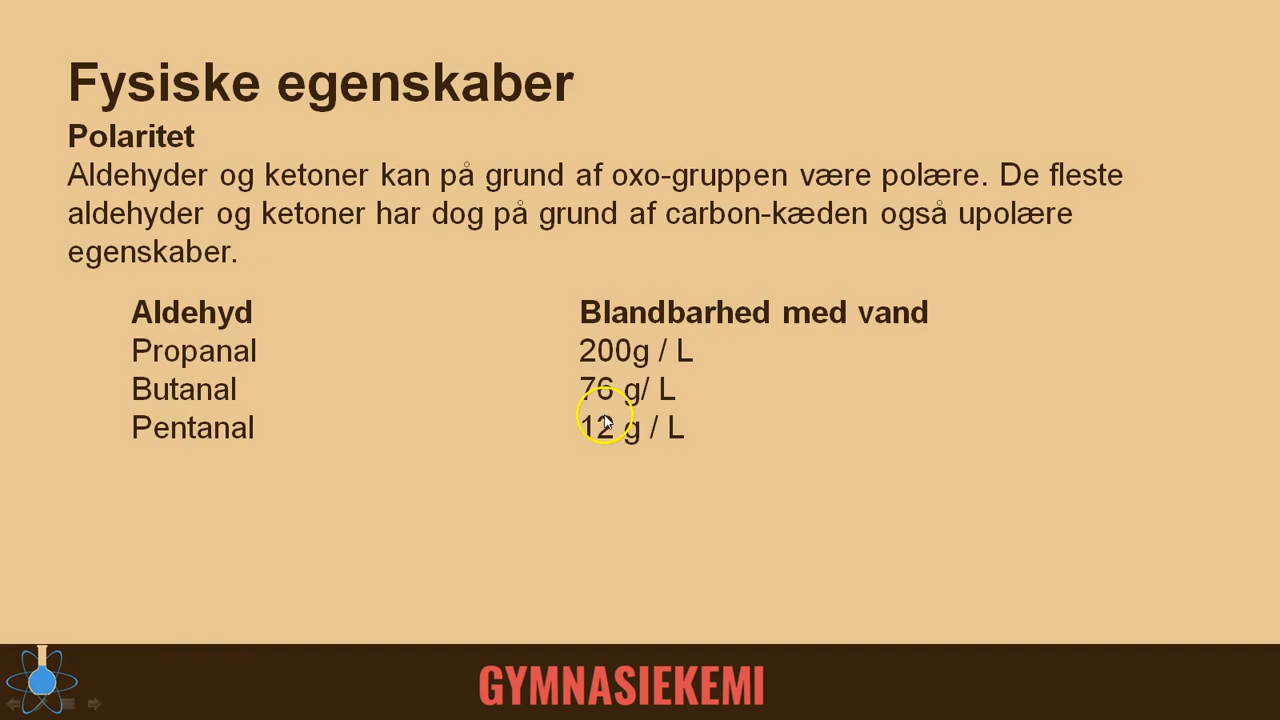 Fysiske egenskaber
Polaritet
Aldehyder og ketoner kan på grund af oxo-gruppen være polære. De fleste
aldehyder og ketoner har dog på grund af carbon-kæden også upolære
egenskaber.
Aldehyd Blandbarhed med vand
Propanal 200g / L
Butanal 76 g/ L
Pentanal 12 g / L
GYMNASIEKEMI